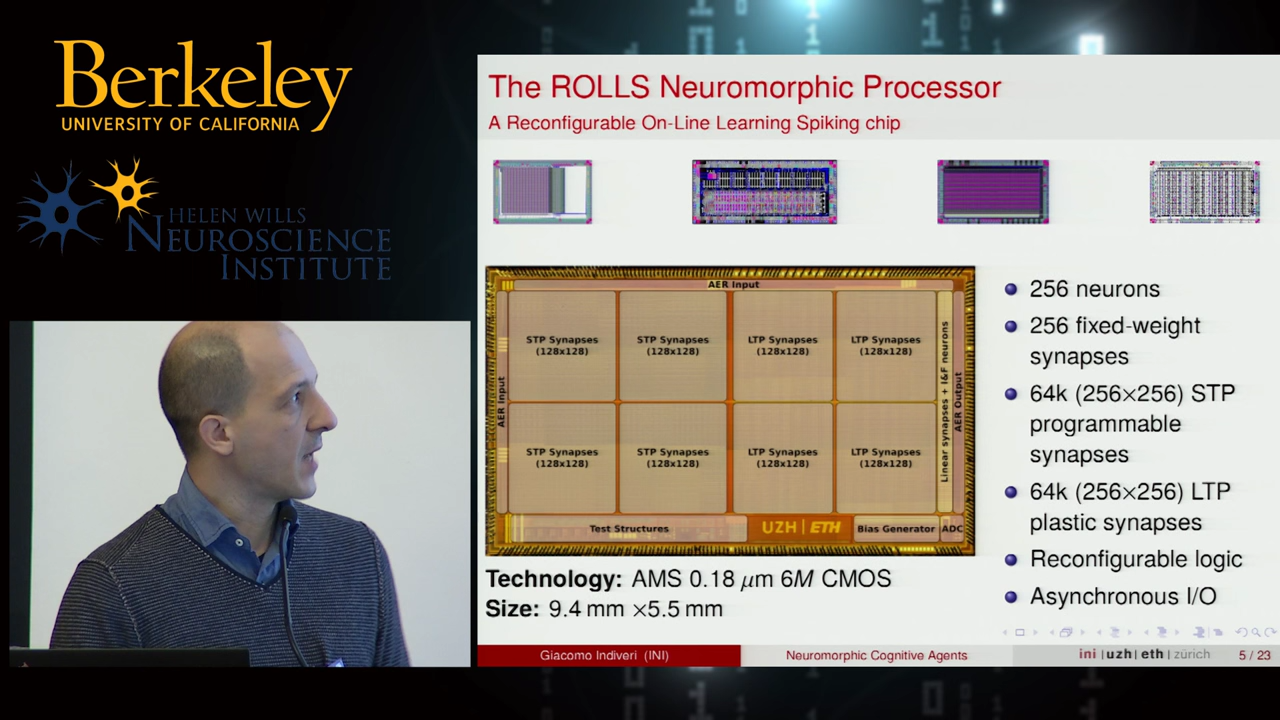 Berkeley
UNIVERSITY OF CALIFORNIA
HELEN WILLS
NEUROSCIENCE
INSTITUTE
The ROLLS Neuromorphic Processor
A Reconfigurable On-Line Learning Spiking chip
AER Input
AER Input
STP Synapses
(128x128)
STP Synapses
(128x128)
LTP Synapses
(128x128)
LTP Synapses
(128x128)
STP Synapses
(128x128)
STP Synapses
(128x128)
LTP Synapses
(128x128)
LTP Synapses
(128x128)
Linear synapses + I&F neurons
AER Output
Test Structures
UZH | ETH
Bias Generator
ADC
Technology: AMS 0.18 μm 6M CMOS
Size: 9.4 mm ×5.5 mm
256 neurons
256 fixed-weight
synapses
64k (256×256) STP
programmable
synapses
64k (256×256) LTP
plastic synapses
Reconfigurable logic
Asynchronous I/O
Giacomo Indiveri (INI)
Neuromorphic Cognitive Agents
ini | uzh | eth | zürich
5 / 23